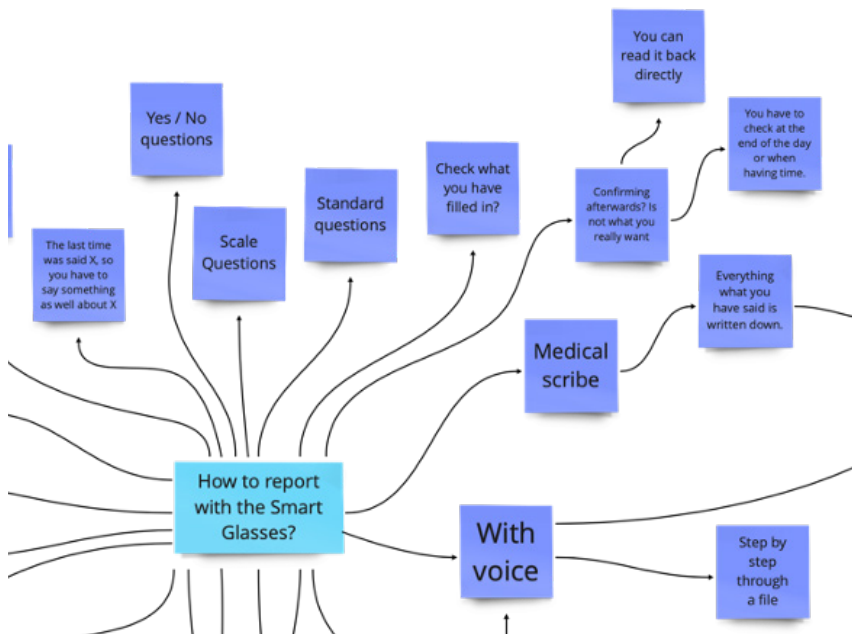 You can
read it back
directly
Yes / No
questions
You have to
check at the
end of the day
or when
having time.
Check what
you have
filled in?
Standard
questions
Confirming
afterwards? Is
not what you
really want
Scale
Questions
The last time
was said X, so
you have to
say something
as well about X
Everything
what you
have said is
written down.
Medical
scribe
How to report
with the Smart
Glasses?
With
voice
Step by
step
through
a file